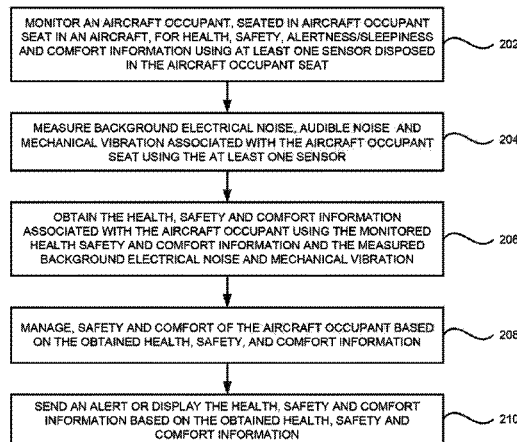 MONITOR AN AIRCRAFT OCCUPANT, SEATED IN AIRCRAFT OCCUPANT
SEAT IN AN AIRCRAFT, FOR HEALTH, SAFETY, ALERTNESS/SLEEPINESS
AND COMFORT INFORMATION USING AT LEAST ONE SENSOR DISPOSED
IN THE AIRCRAFT OCCUPANT SEAT
202
MEASURE BACKGROUND ELECTRICAL NOISE, AUDIBLE NOISE AND
MECHANICAL VIBRATION ASSOCIATED WITH THE AIRCRAFT OCCUPANT
SEAT USING THE AT LEAST ONE SENSOR
204
OBTAIN THE HEALTH, SAFETY AND COMFORT INFORMATION
ASSOCIATED WITH THE AIRCRAFT OCCUPANT USING THE MONITORED
HEALTH SAFETY AND COMFORT INFORMATION AND THE MEASURED
BACKGROUND ELECTRICAL NOISE AND MECHANICAL VIBRATION
206
MANAGE, SAFETY AND COMFORT OF THE AIRCRAFT OCCUPANT BASED
ON THE OBTAINED HEALTH, SAFETY, AND COMFORT INFORMATION
208
SEND AN ALERT OR DISPLAY THE HEALTH, SAFETY AND COMFORT
INFORMATION BASED ON THE OBTAINED HEALTH, SAFETY AND
COMFORT INFORMATION
210